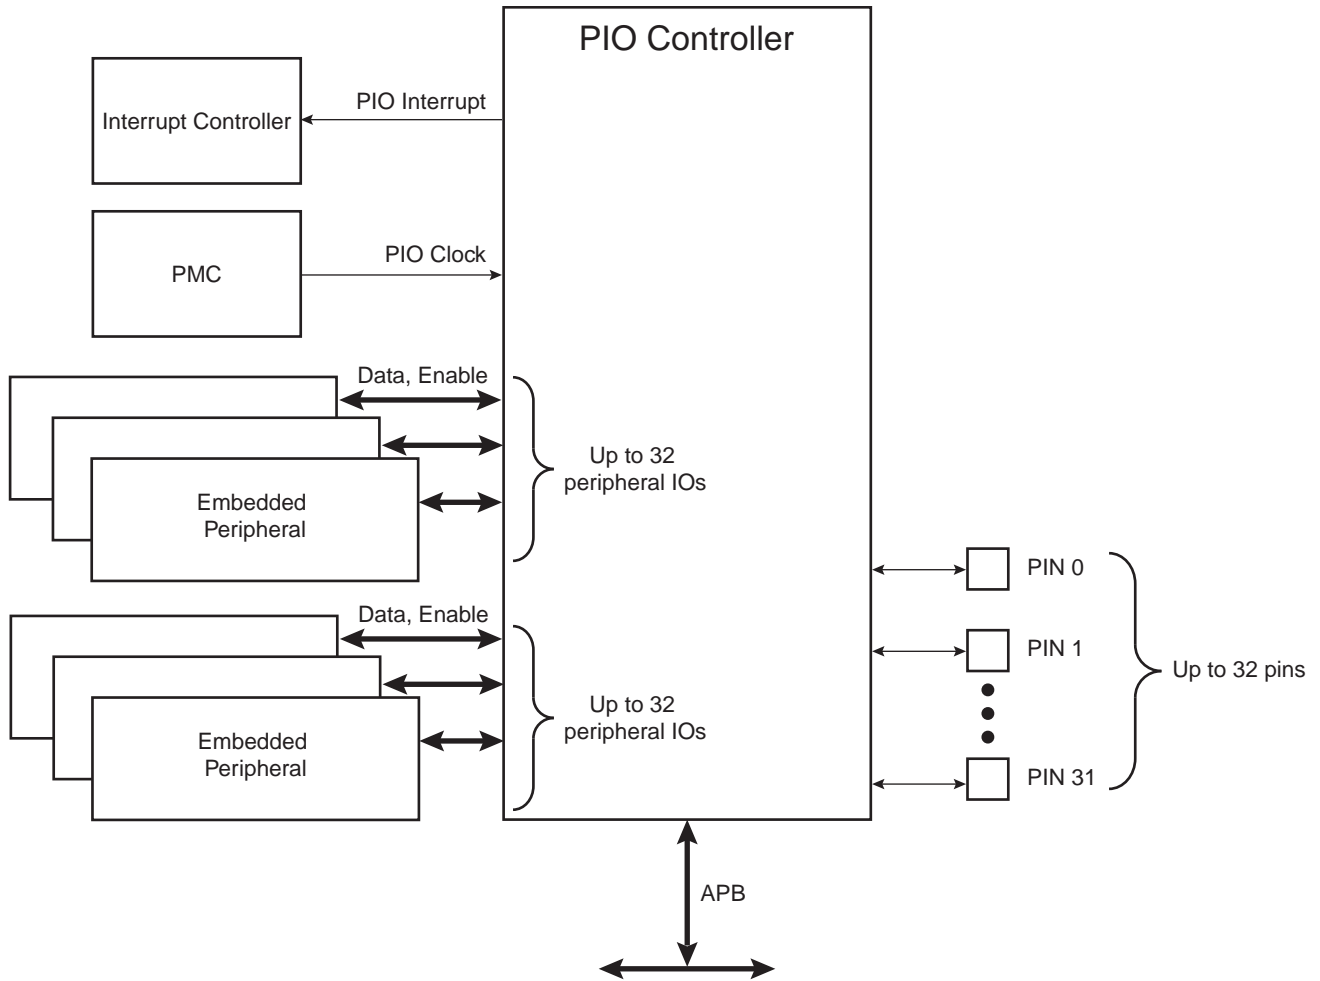 PIO Controller
PIO Interrupt
Interrupt Controller
PIO Clock
PMC
Data, Enable
Up to 32
peripheral IOs
Embedded
Peripheral
PIN 0
Data, Enable
PIN 1
Up to 32 pins
Up to 32
peripheral IOs
Embedded
Peripheral
PIN 31
APB